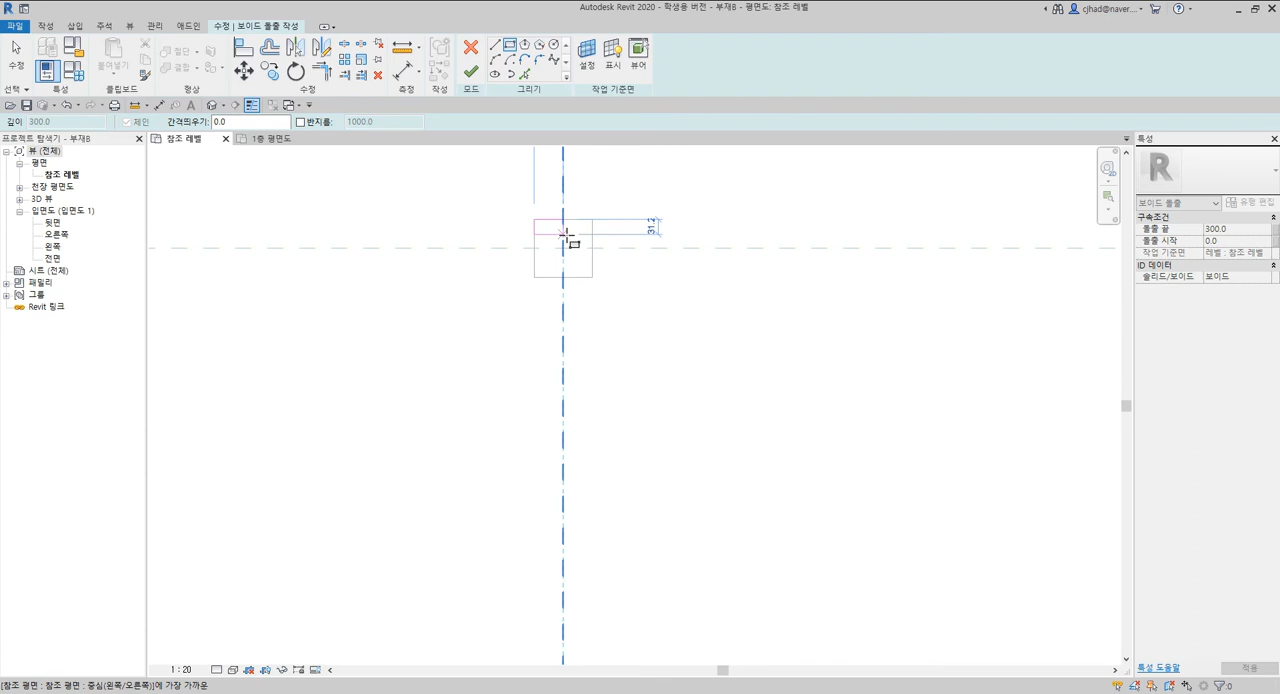 Autodesk Revit 2020 - 학생용 버전 - 부재B - 평면도: 참조 레벨
cjhad@naver....
파일 작성 삽입 주석 뷰 관리 애드인 수정 | 보이드 돌출 작성
수정 붙여넣기 절단 결합 설정 표시 뷰어
선택 특성 클립보드 형상 수정 측정 작성 모드 그리기 작업 기준면
깊이 300.0 체인 간격띄우기: 0.0 반지름: 1000.0
프로젝트 탐색기 - 부재B
참조 레벨
1층 평면도
특성
뷰 (전체)
평면
참조 레벨
천장 평면도
3D 뷰
입면도 (입면도 1)
뒷면
오른쪽
왼쪽
전면
시트 (전체)
패밀리
그룹
Revit 링크
31.2
2D
R
보이드 돌출 유형 편집
구속조건
돌출 끝 300.0
돌출 시작 0.0
작업 기준면 레벨 : 참조 레벨
ID 데이터
솔리드/보이드 보이드
1 : 20
특성 도움말 적용
[참조 평면 : 참조 평면 : 중심(왼쪽/오른쪽)]에 가장 가까운
:0